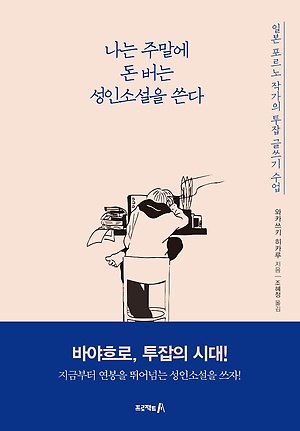 나는 주말에
돈 버는
성인소설을 쓴다
일본 포르노 작가의 투잡 글쓰기 수업
와카쓰키 히카루 지음 | 조혜정 옮김
바야흐로, 투잡의 시대!
지금부터 연봉을 뛰어넘는 성인소설을 쓰자!
프로젝트A